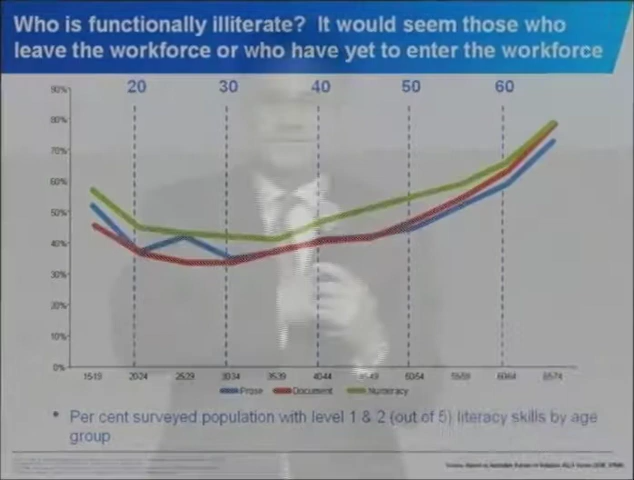 Who is functionally illiterate? It would seem those who
leave the workforce or who have yet to enter the workforce
20 30 40 50 60
90%
80%
70%
60%
50%
40%
30%
20%
10%
0%
1519 2024 2529 3034 3539 4044 4549 5054 5559 6064 6574
Prose Document Numeracy
* Per cent surveyed population with level 1 & 2 (out of 5) literacy skills by age
group